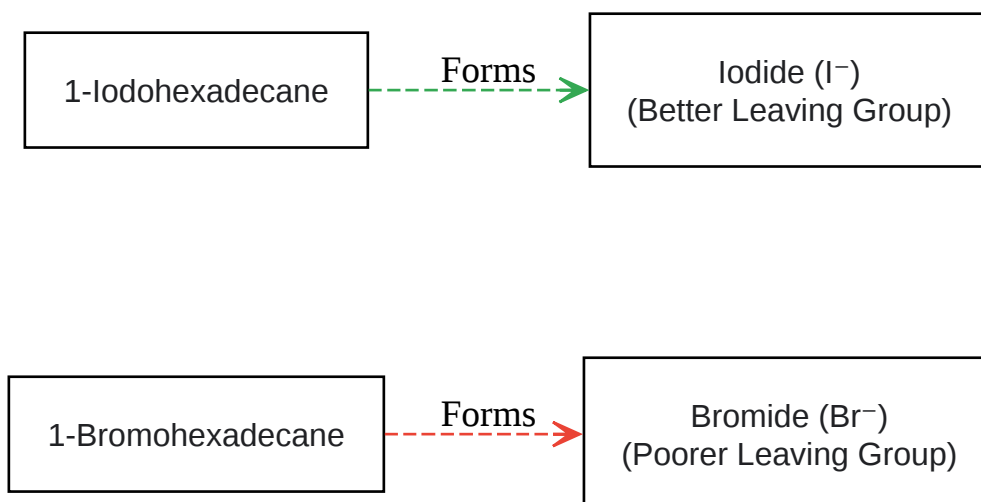 1-Iodohexadecane
Forms
Iodide (I⁻)
(Better Leaving Group)
1-Bromohexadecane
Forms
Bromide (Br⁻)
(Poorer Leaving Group)